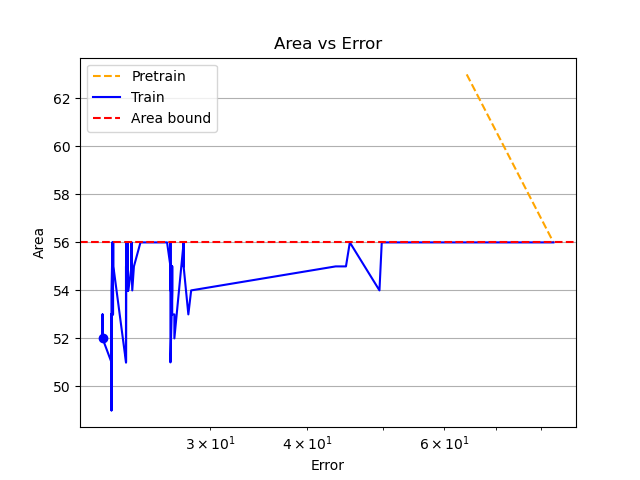 Area vs Error
Pretrain
Train
Area bound
62
60
58
56
54
52
50
Area
3 × 10¹
4 × 10¹
6 × 10¹
Error